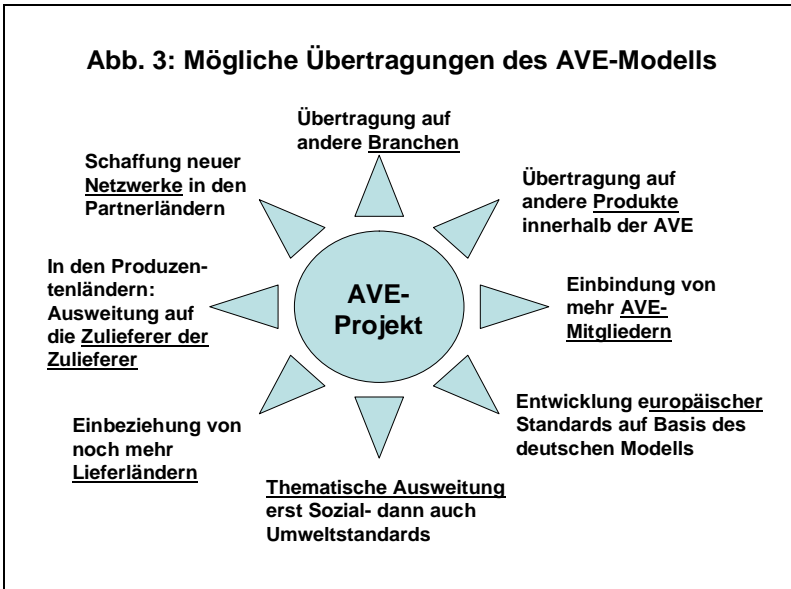 Abb. 3: Mögliche Übertragungen des AVE-Modells
Übertragung auf
andere Branchen
Übertragung auf
andere Produkte
innerhalb der AVE
Einbindung von
mehr AVE-
Mitgliedern
Entwicklung europäischer
Standards auf Basis des
deutschen Modells
Thematische Ausweitung
erst Sozial- dann auch
Umweltstandards
Einbeziehung von
noch mehr
Lieferländern
In den Produzen-
tenländern:
Ausweitung auf
die Zulieferer der
Zulieferer
Schaffung neuer
Netzwerke in den
Partnerländern
AVE-
Projekt